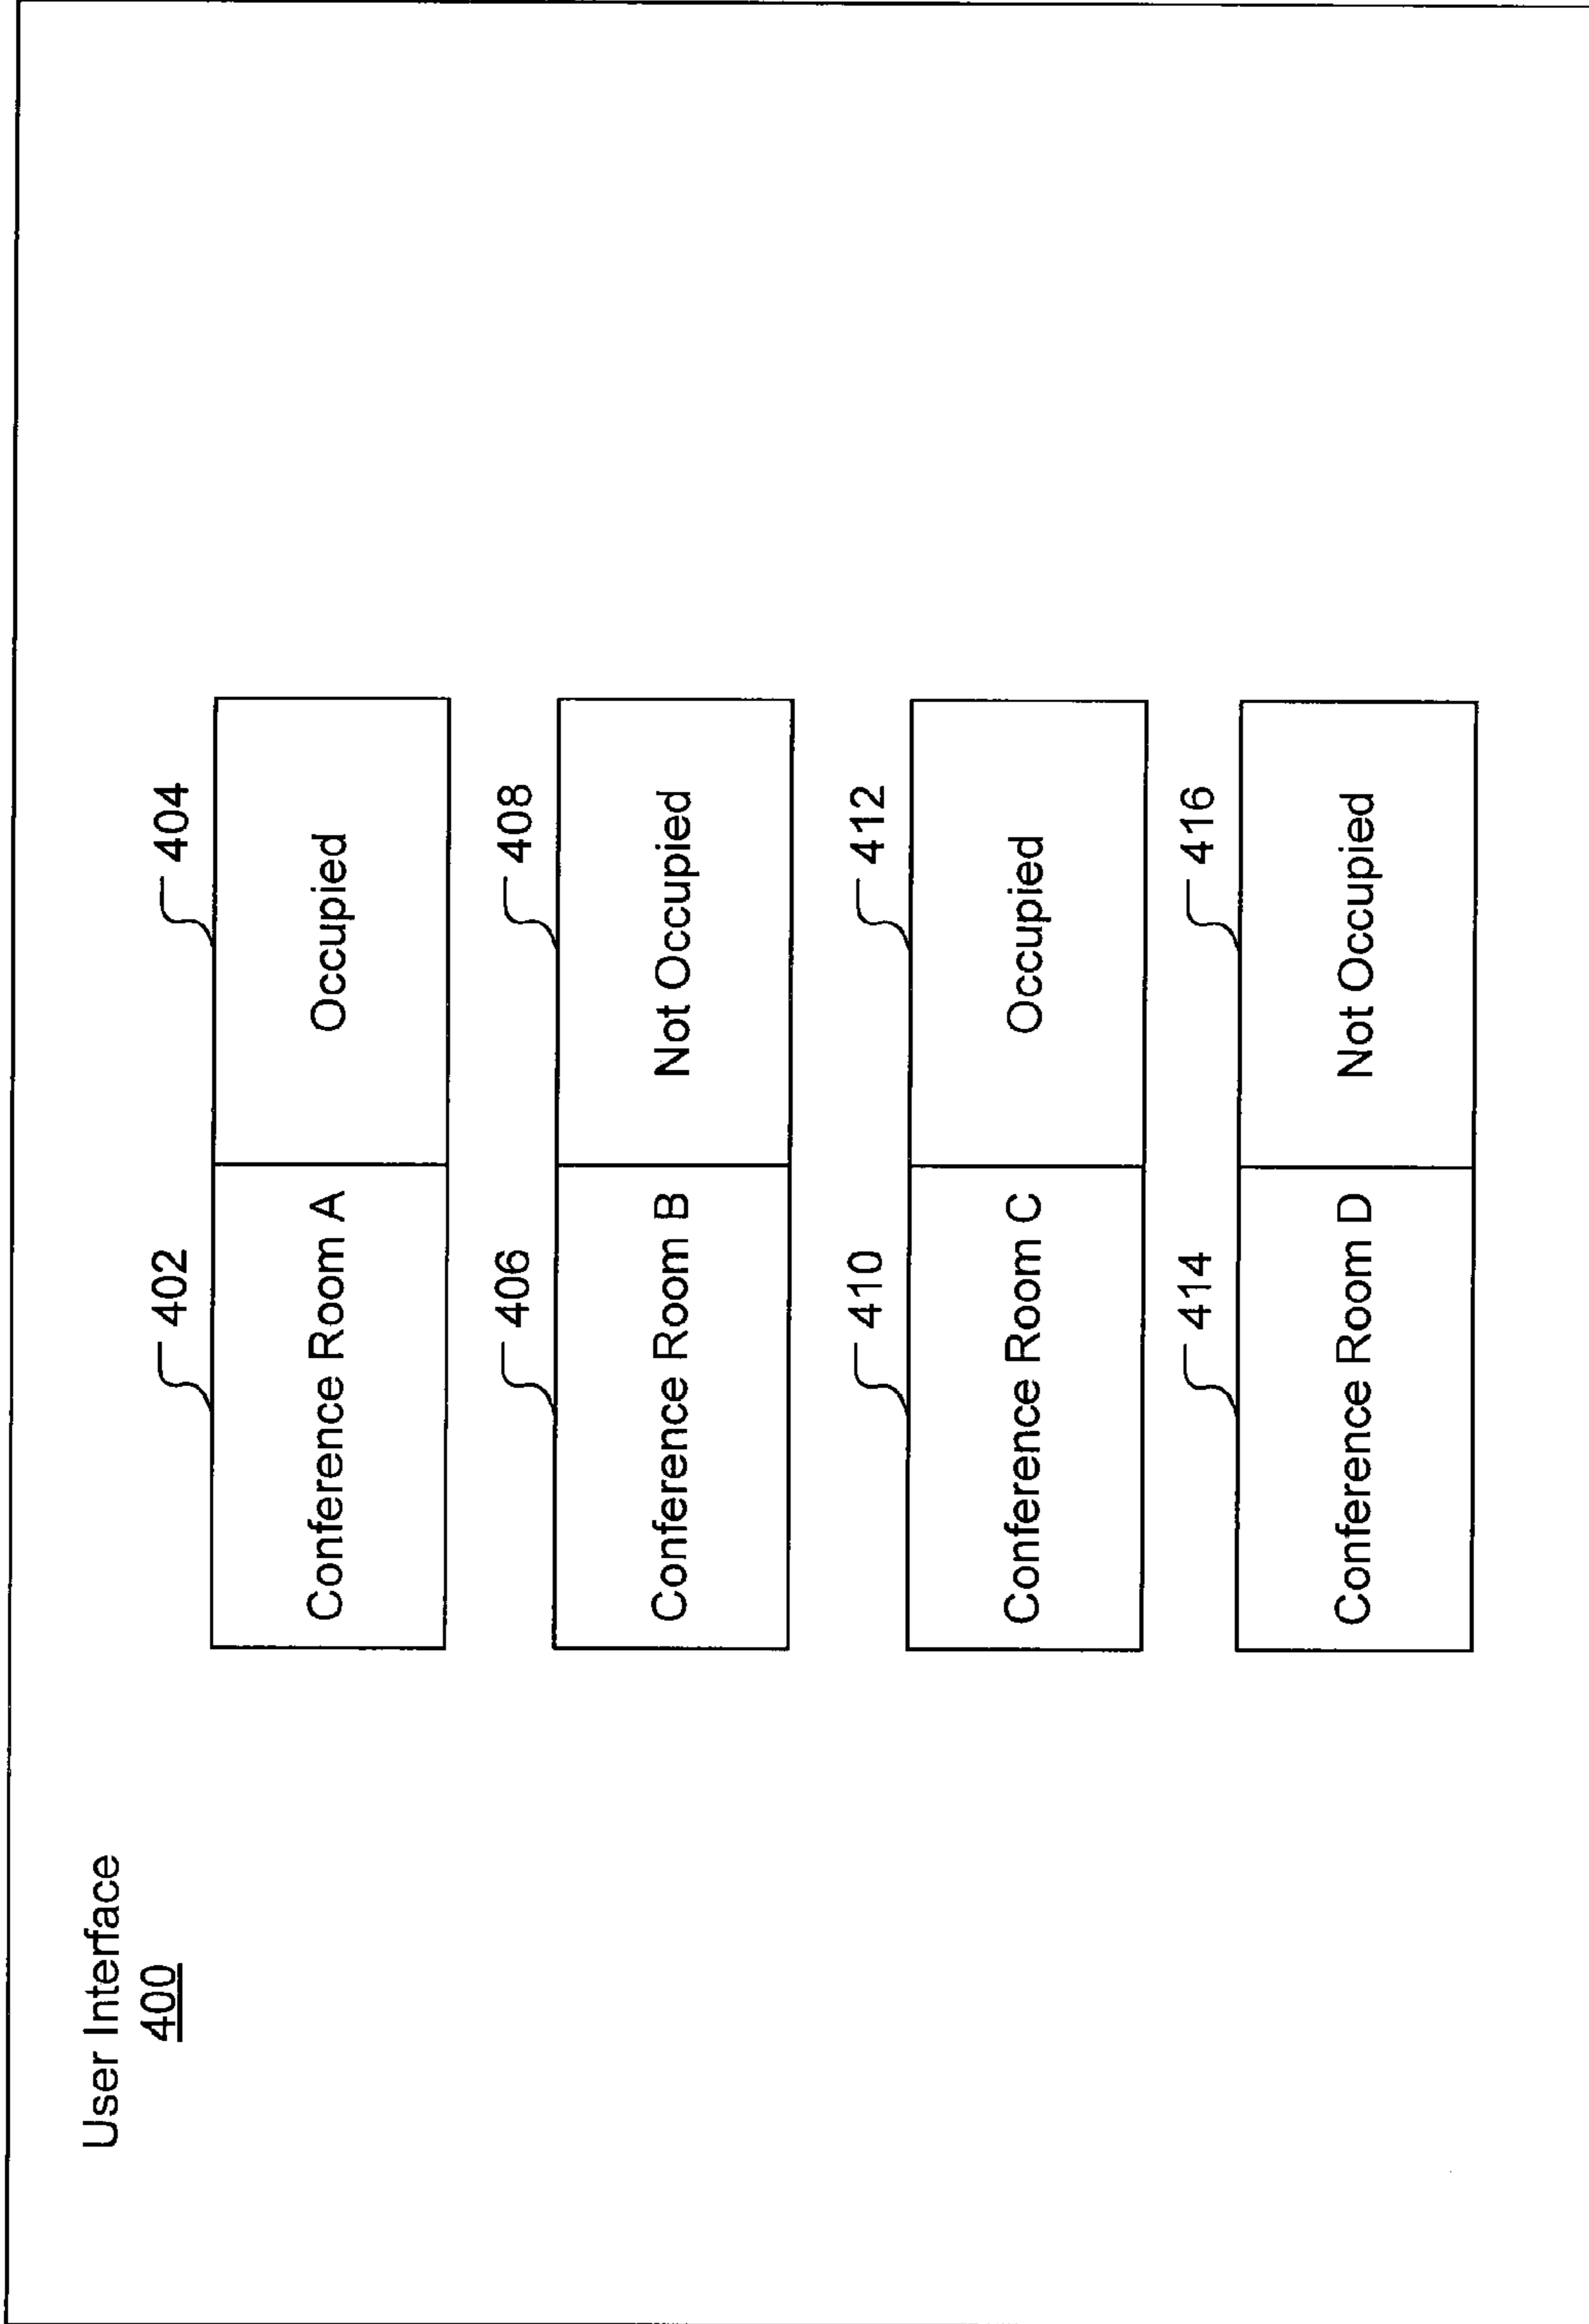 User Interface
400
402
404
Conference Room A
Occupied
406
408
Conference Room B
Not Occupied
410
412
Conference Room C
Occupied
414
416
Conference Room D
Not Occupied